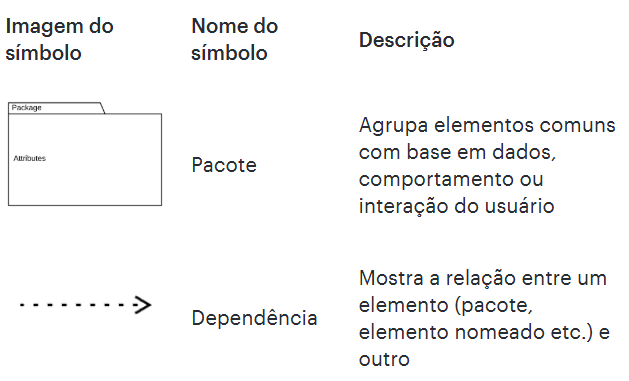 Imagem do
símbolo
Nome do
símbolo
Descrição
Package
Attributes
Pacote
Agrupa elementos comuns
com base em dados,
comportamento ou
interação do usuário
Dependência
Mostra a relação entre um
elemento (pacote,
elemento nomeado etc.) e
outro